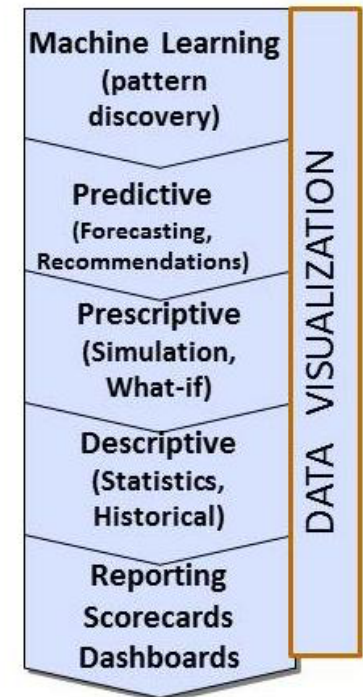 Machine Learning
(pattern
discovery)
Predictive
(Forecasting,
Recommendations)
Prescriptive
(Simulation,
What-if)
Descriptive
(Statistics,
Historical)
Reporting
Scorecards
Dashboards
DATA VISUALIZATION